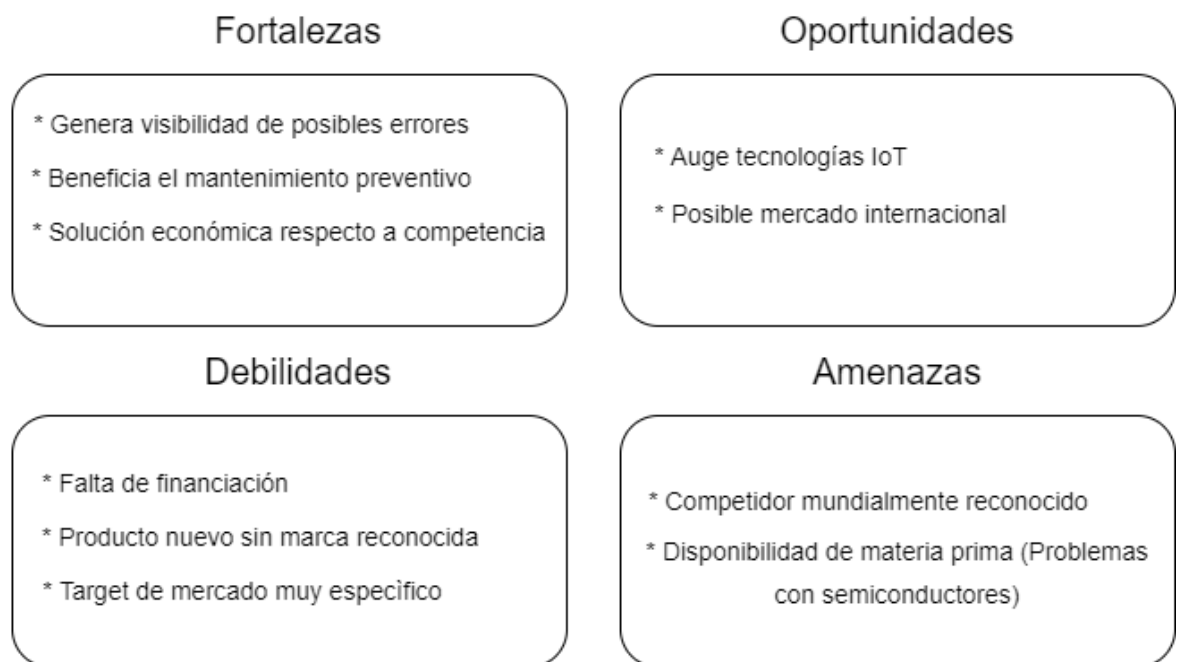 Fortalezas
* Genera visibilidad de posibles errores
* Beneficia el mantenimiento preventivo
* Solución económica respecto a competencia
Oportunidades
* Auge tecnologías IoT
* Posible mercado internacional
Debilidades
* Falta de financiación
* Producto nuevo sin marca reconocida
* Target de mercado muy especìfico
Amenazas
* Competidor mundialmente reconocido
* Disponibilidad de materia prima (Problemas
con semiconductores)